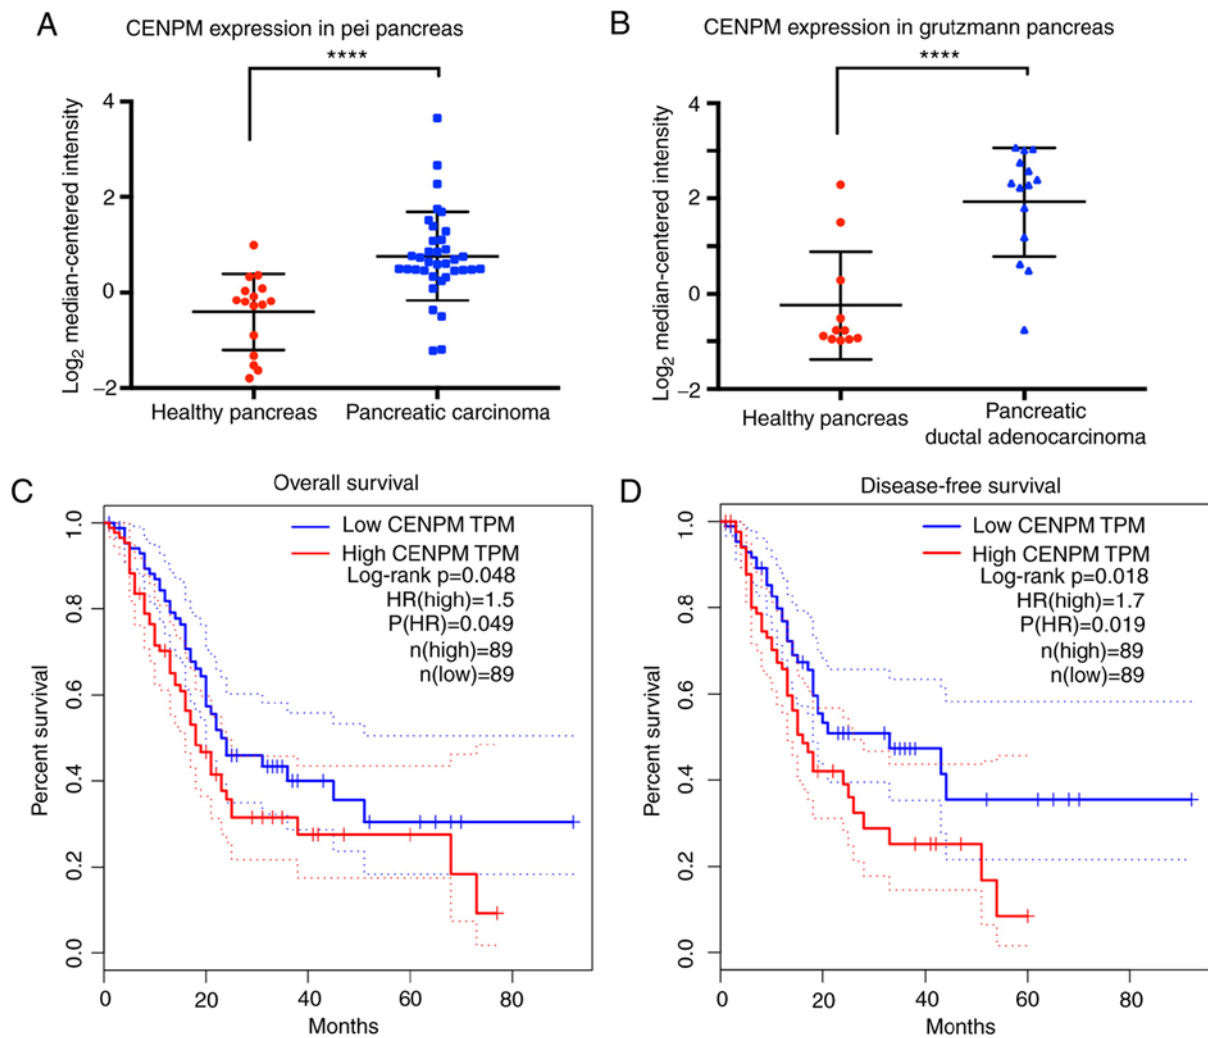 A
CENPM expression in pei pancreas
****
Log2 median-centered intensity
4
2
0
−2
Healthy pancreas
Pancreatic carcinoma
B
CENPM expression in grutzmann pancreas
****
Log2 median-centered intensity
4
2
0
−2
Healthy pancreas
Pancreatic
ductal adenocarcinoma
C
Overall survival
Low CENPM TPM
High CENPM TPM
Log-rank p=0.048
HR(high)=1.5
P(HR)=0.049
n(high)=89
n(low)=89
Percent survival
1.0
0.8
0.6
0.4
0.2
0.0
0 20 40 60 80
Months
D
Disease-free survival
Low CENPM TPM
High CENPM TPM
Log-rank p=0.018
HR(high)=1.7
P(HR)=0.019
n(high)=89
n(low)=89
Percent survival
1.0
0.8
0.6
0.4
0.2
0.0
0 20 40 60 80
Months